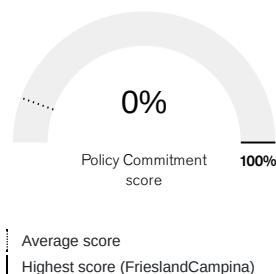 0%
Policy Commitment
score
100%
Average score
Highest score (FrieslandCampina)